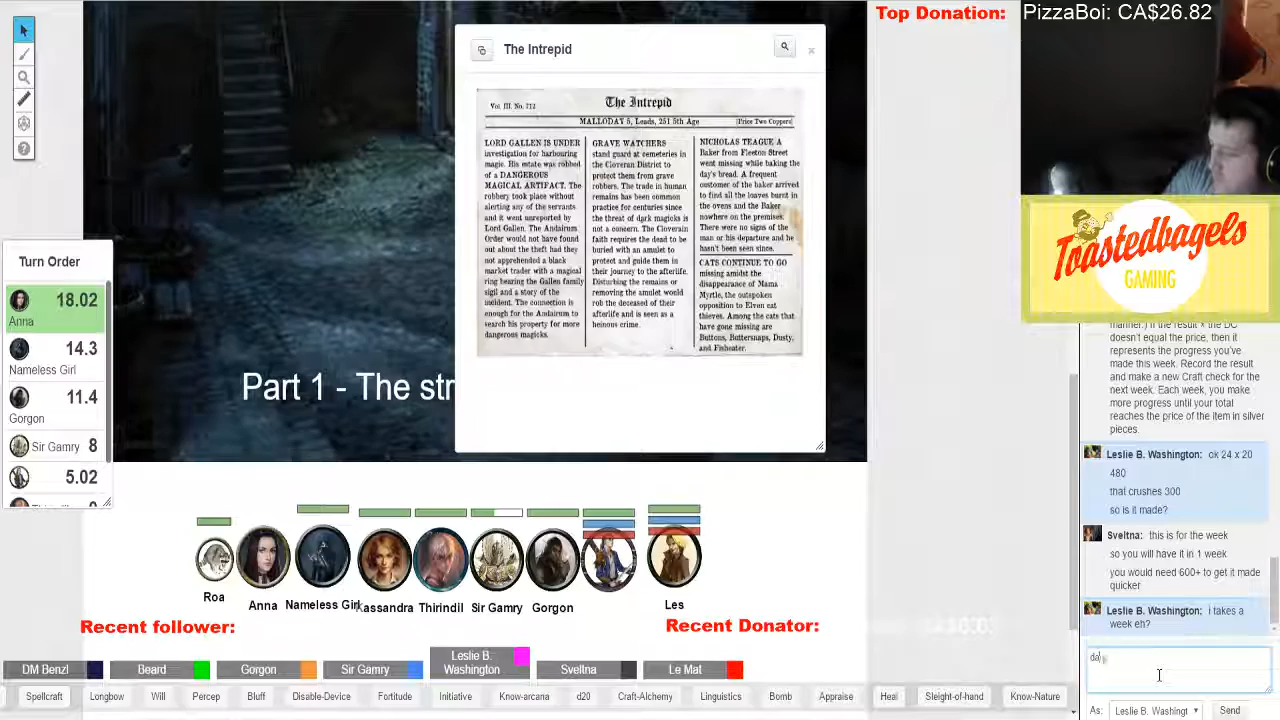 Top Donation: PizzaBoi: CA$26.82
The Intrepid
Vol. III. No. 712
The Intrepid
MALLODAY 5, Leads, 251 5th Age
[Price Two Coppers]
LORD GALLEN IS UNDER
investigation for harbouring
magic. His estate was robbed
of a DANGEROUS
MAGICAL ARTIFACT. The
robbery took place without
alerting any of the servants
and it went unreported by
Lord Gallen. The Andairum
Order would not have found
out about the theft had they
not apprehended a black
market trader with a magical
ring bearing the Gallen family
sigil and a story of the
incident. The connection is
enough for the Andairum to
search his property for more
dangerous magicks.
GRAVE WATCHERS
stand guard at cemeteries in
the Cloveran District to
protect them from grave
robbers. The trade in human
remains has been common
practice for centuries since
the threat of dark magicks is
not a concern. The Cloverain
faith requires the dead to be
buried with an amulet to
protect and guide them in
their journey to the afterlife.
Disturbing the remains or
removing the amulet would
rob the deceased of their
afterlife and is seen as a
heinous crime.
NICHOLAS TEAGUE A
Baker from Fleeton Street
went missing while baking the
day's bread. A frequent
customer of the baker arrived
to find all the loaves burnt in
the ovens and the Baker
nowhere on the premises.
There were no signs of the
man or his departure and he
hasn't been seen since.
CATS CONTINUE TO GO
missing amidst the
disappearance of Mama
Myrtle, the outspoken
opposition to Elvan cat
thieves. Among the cats that
have gone missing are
Buttons, Buttersnaps, Dusty,
and Fisheater.
Part 1 - The str
Turn Order
18.02
Anna
14.3
Nameless Girl
11.4
Gorgon
Sir Gamry 8
5.02
Toastedbagels
GAMING
manner.) If the result × the DC
doesn't equal the price, then it
represents the progress you've
made this week. Record the result
and make a new Craft check for the
next week. Each week, you make
more progress until your total
reaches the price of the item in silver
pieces.
Leslie B. Washington: ok 24 x 20
480
that crushes 300
so is it made?
Sveltna: this is for the week
so you will have it in 1 week
you would need 600+ to get it made
quicker
Leslie B. Washington: i takes a
week eh?
day
As: Leslie B. Washingt Send
Roa Anna Nameless Girl Kassandra Thirindil Sir Gamry Gorgon Les
Recent follower: Recent Donator:
DM Benzl Beard Gorgon Sir Gamry Leslie B. Washington Sveltna Le Mat
Spellcraft Longbow Will Percep Bluff Disable-Device Fortitude Initiative Know-arcana d20 Craft-Alchemy Linguistics Bomb Appraise Heal Sleight-of-hand Know-Nature